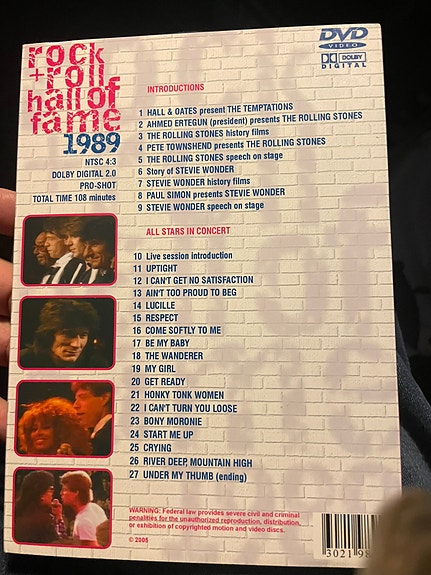 rock
+roll
hall of
fame
1989
NTSC 4:3
DOLBY DIGITAL 2.0
PRO-SHOT
TOTAL TIME 108 minutes
DVD
VIDEO
DOLBY
DIGITAL
INTRODUCTIONS
1 HALL & OATES present THE TEMPTATIONS
2 AHMED ERTEGUN (president) presents THE ROLLING STONES
3 THE ROLLING STONES history films
4 PETE TOWNSHEND presents THE ROLLING STONES
5 THE ROLLING STONES speech on stage
6 Story of STEVIE WONDER
7 STEVIE WONDER history films
8 PAUL SIMON presents STEVIE WONDER
9 STEVIE WONDER speech on stage
ALL STARS IN CONCERT
10 Live session introduction
11 UPTIGHT
12 I CAN'T GET NO SATISFACTION
13 AIN'T TOO PROUD TO BEG
14 LUCILLE
15 RESPECT
16 COME SOFTLY TO ME
17 BE MY BABY
18 THE WANDERER
19 MY GIRL
20 GET READY
21 HONKY TONK WOMEN
22 I CAN'T TURN YOU LOOSE
23 BONY MORONIE
24 START ME UP
25 CRYING
26 RIVER DEEP, MOUNTAIN HIGH
27 UNDER MY THUMB (ending)
WARNING: Federal law provides severe civil and criminal
penalties for the unauthorized reproduction, distribution,
or exhibition of copyrighted motion and video discs.
© 2005
302198